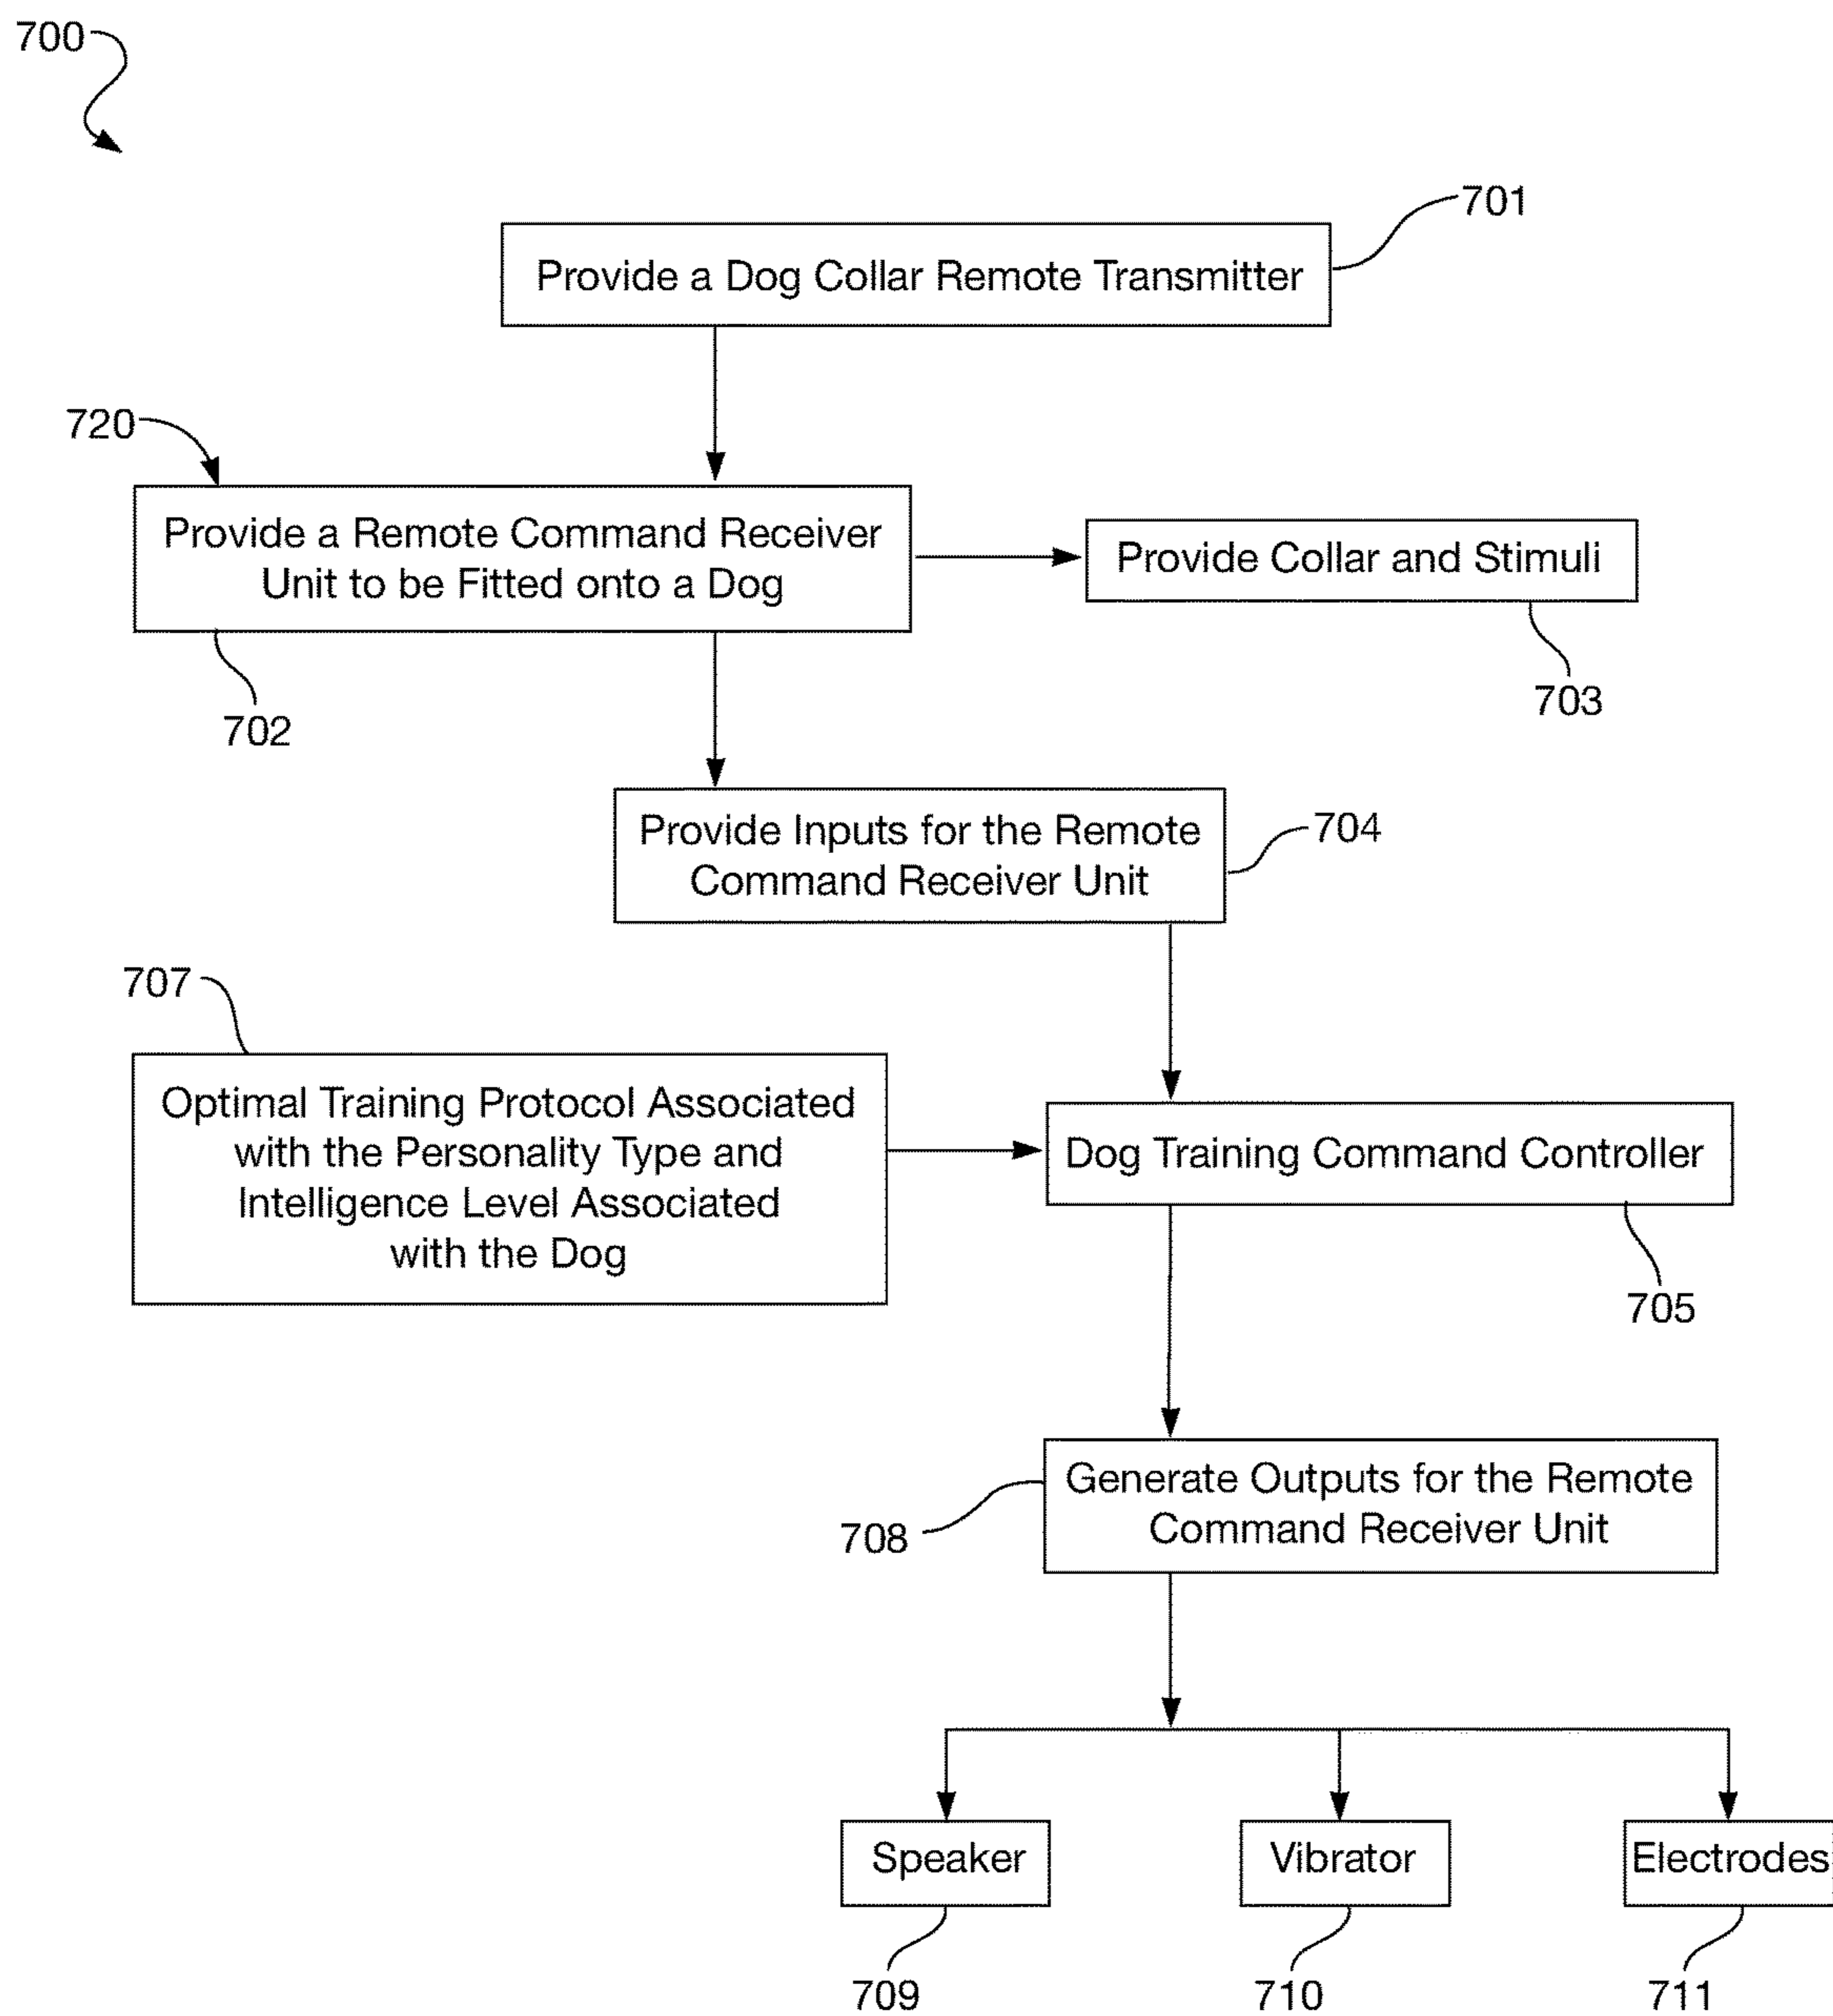 700
701
Provide a Dog Collar Remote Transmitter
720
Provide a Remote Command Receiver
Unit to be Fitted onto a Dog
Provide Collar and Stimuli
702
703
Provide Inputs for the Remote
Command Receiver Unit
704
707
Optimal Training Protocol Associated
with the Personality Type and
Intelligence Level Associated
with the Dog
Dog Training Command Controller
705
Generate Outputs for the Remote
Command Receiver Unit
708
Speaker
Vibrator
Electrodes
709
710
711